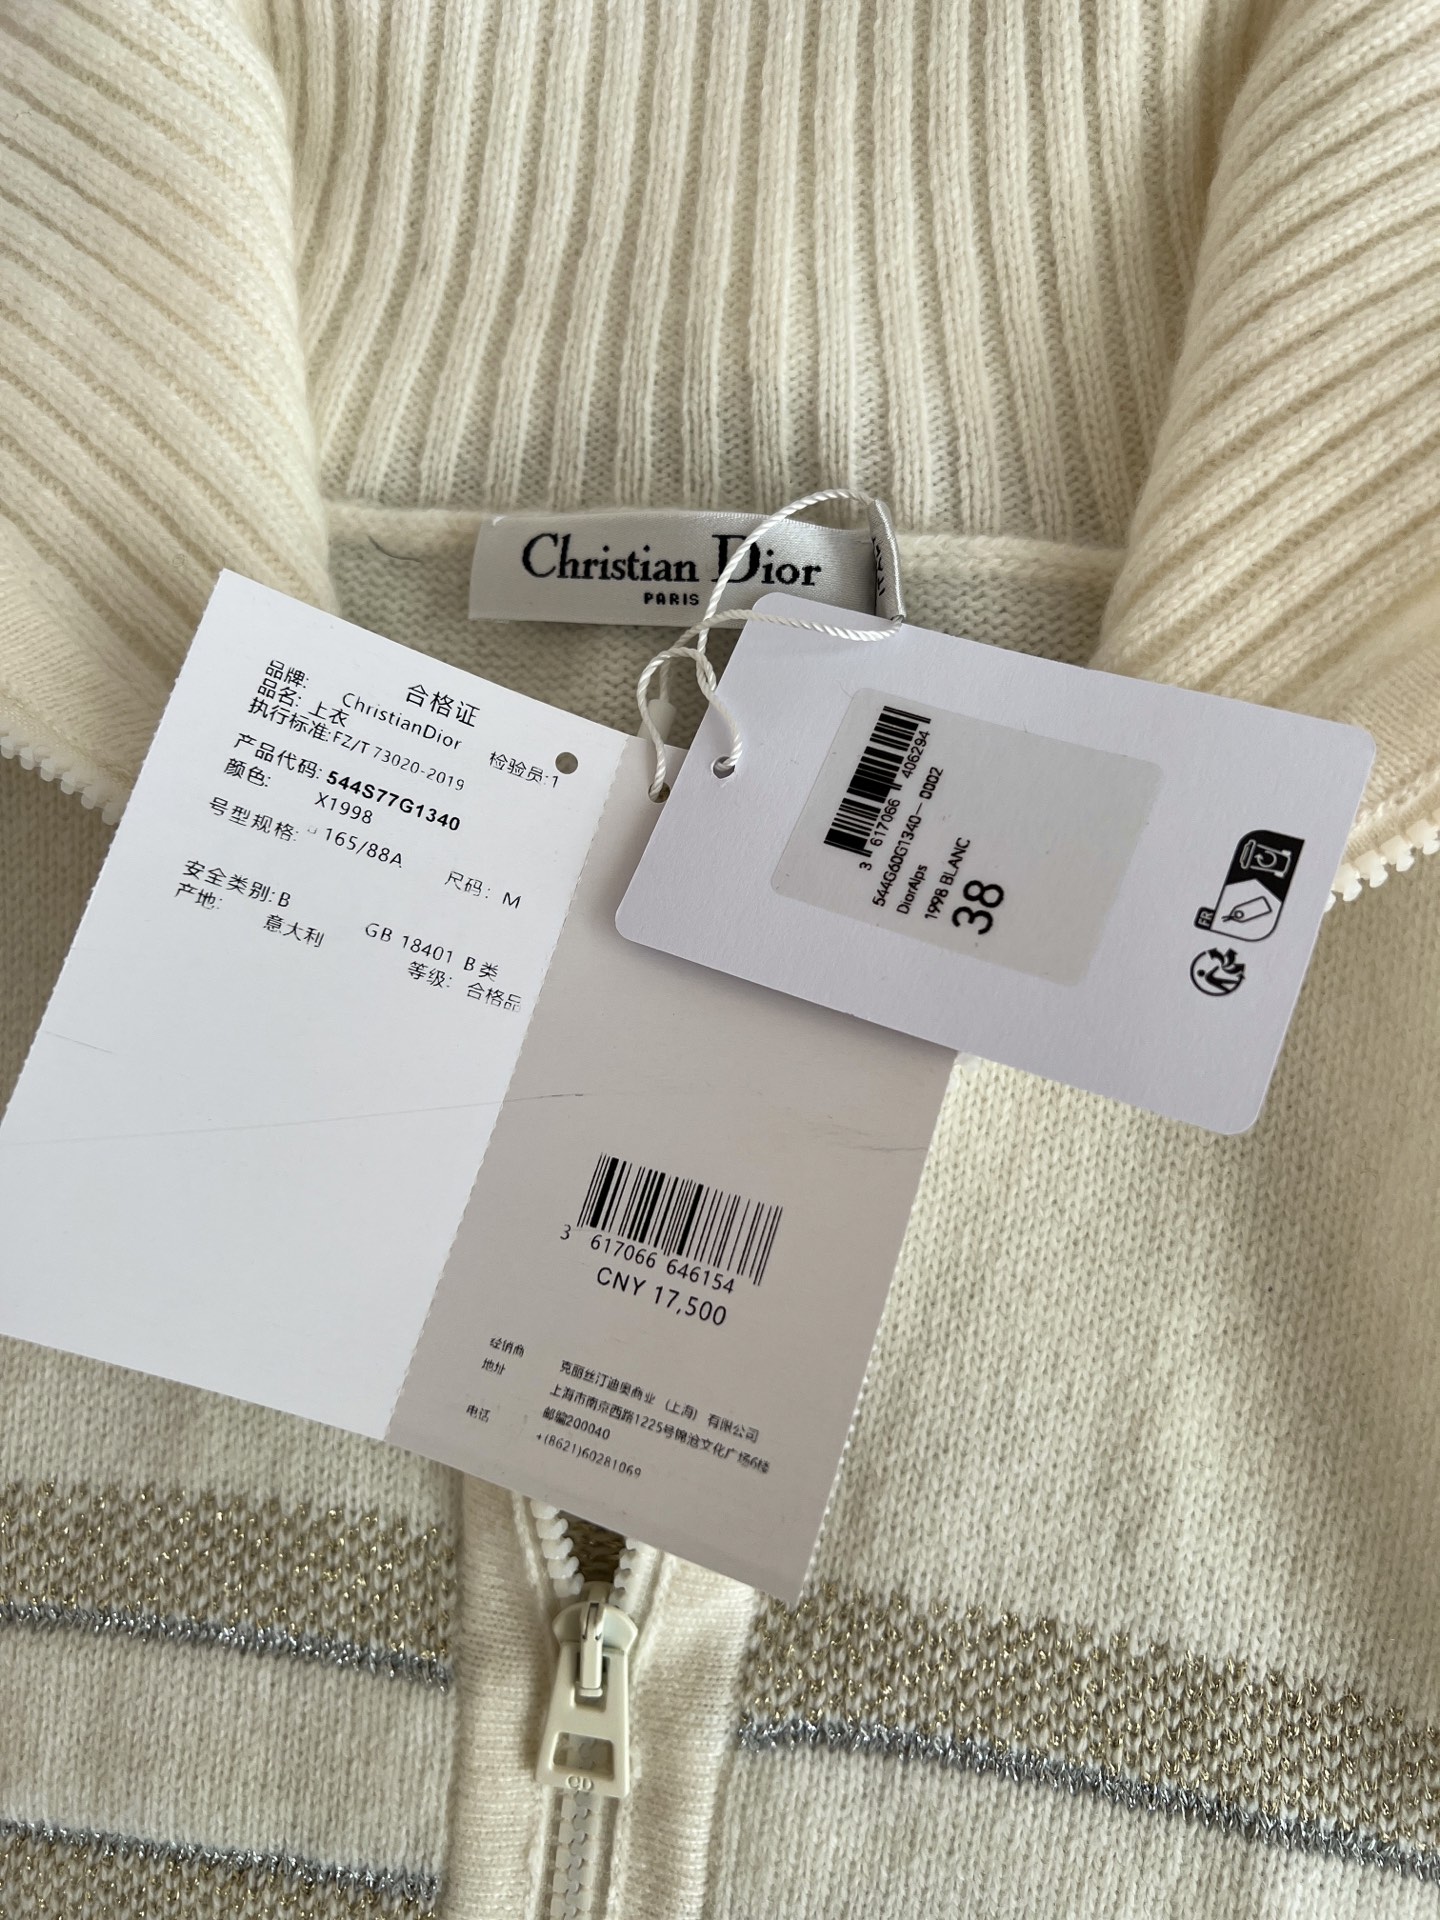 Christian Dior
PARIS
合格证
品牌: ChristianDior
品名: 上衣
检验员:1
执行标准:FZ/T 73020-2019
产品代码: 544S77G1340
颜色: X1998
号型规格: 165/88A
尺码: M
安全类别:B
GB 18401 B类
产地: 意大利
等级: 合格品
3 617066 406294
544G60G1340-0002
DiorAlps
1998 BLANC
38
FR
3 617066 646154
CNY 17,500
经销商 克丽丝汀迪奥商业 (上海) 有限公司
地址 上海市南京西路1225号锦沧文化广场6楼
邮编200040
电话 +(8621)60281069
CD